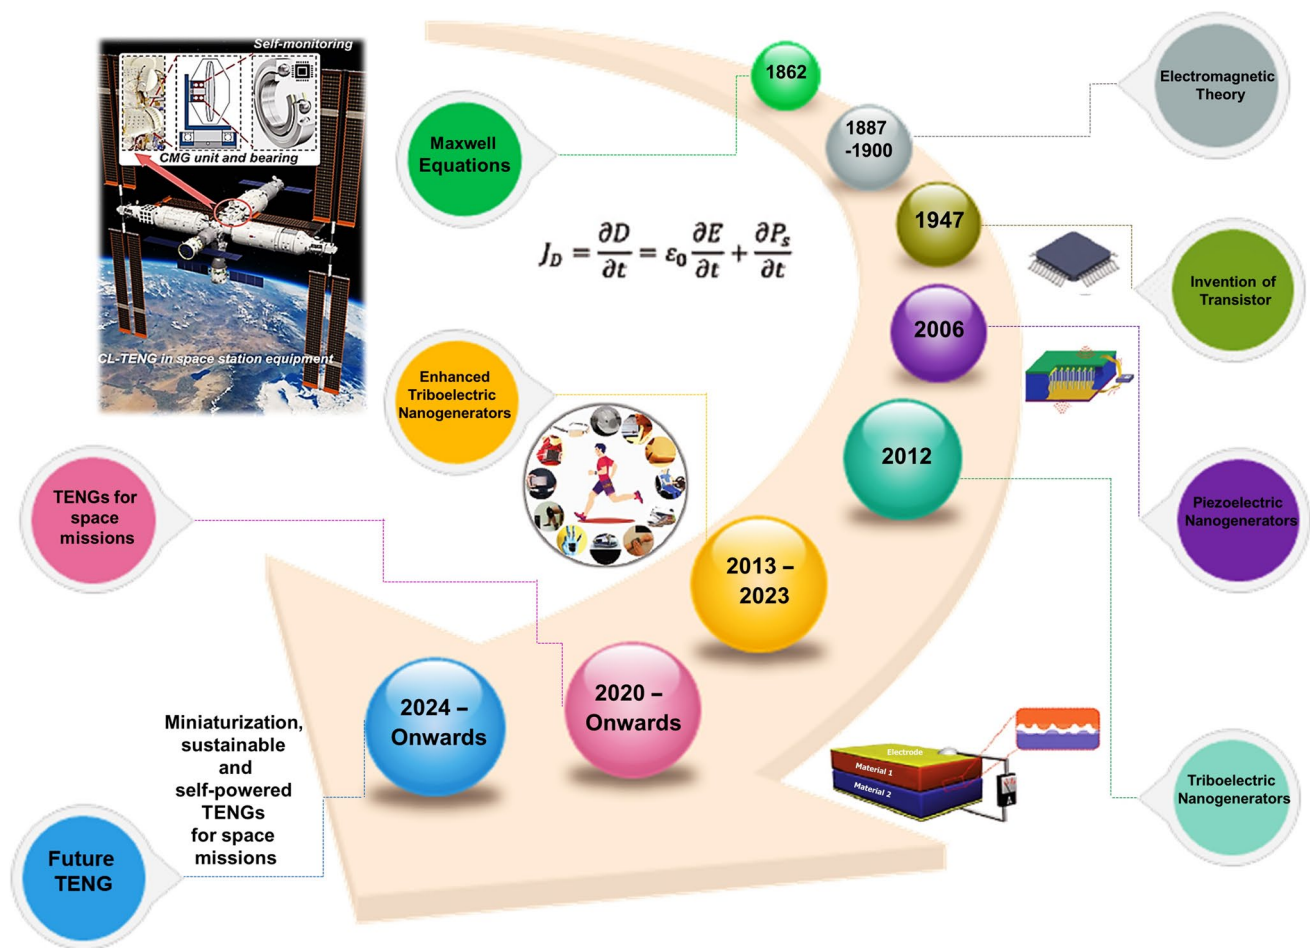 Self-monitoring
CMG unit and bearing
CL-TENG in space station equipment
1862
Maxwell
Equations
1887
-1900
Electromagnetic
Theory
J_D = ∂D/∂t = ε₀ ∂E/∂t + ∂P_s/∂t
1947
Invention of
Transistor
2006
Piezoelectric
Nanogenerators
Enhanced
Triboelectric
Nanogenerators
2012
Triboelectric
Nanogenerators
Electrode
Material 1
Material 2
2013 –
2023
TENGs for
space
missions
2020 –
Onwards
2024 –
Onwards
Miniaturization,
sustainable
and
self-powered
TENGs
for space
missions
Future
TENG